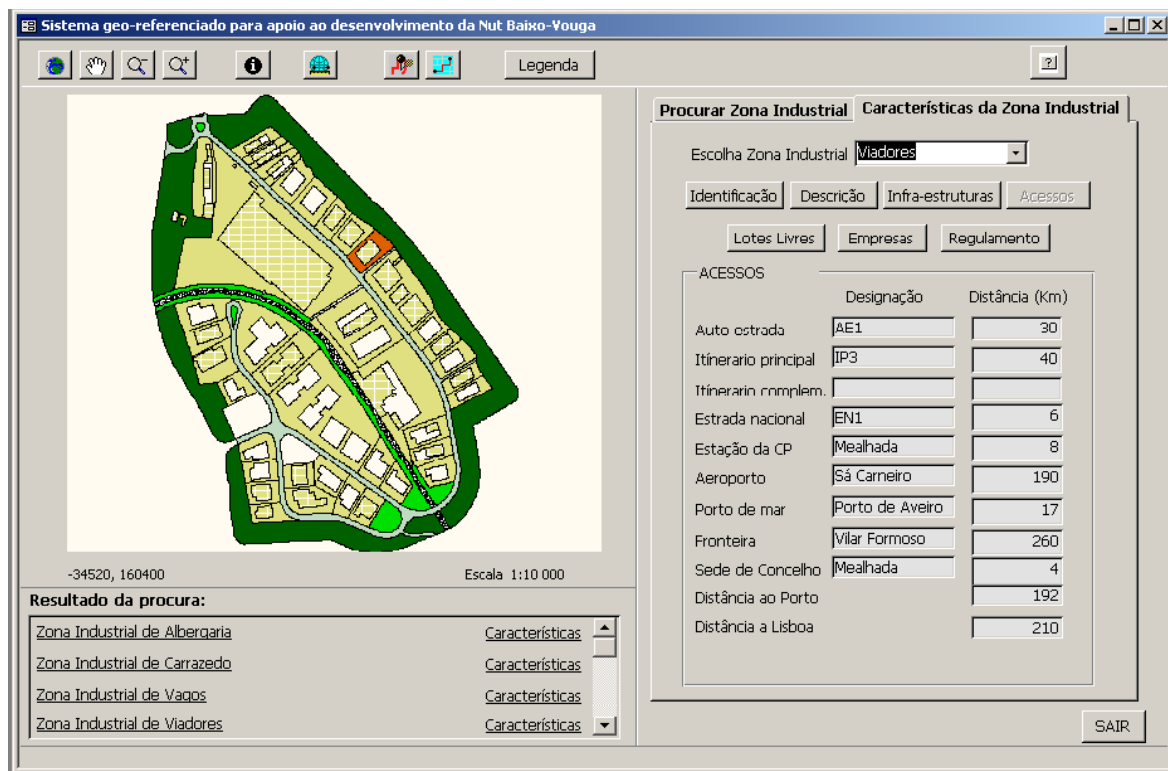 Sistema geo-referenciado para apoio ao desenvolvimento da Nut Baixo-Vouga
Legenda
Procurar Zona Industrial
Características da Zona Industrial
Escolha Zona Industrial Viadores
Identificação Descrição Infra-estruturas Acessos
Lotes Livres Empresas Regulamento
ACESSOS
Designação Distância (Km)
Auto estrada AE1 30
Itínerario principal IP3 40
Itínerario complem.
Estrada nacional EN1 6
Estação da CP Mealhada 8
Aeroporto Sá Carneiro 190
Porto de mar Porto de Aveiro 17
Fronteira Vilar Formoso 260
Sede de Concelho Mealhada 4
Distância ao Porto 192
Distância a Lisboa 210
-34520, 160400 Escala 1:10 000
Resultado da procura:
Zona Industrial de Albergaria Características
Zona Industrial de Carrazedo Características
Zona Industrial de Vagos Características
Zona Industrial de Viadores Características
SAIR